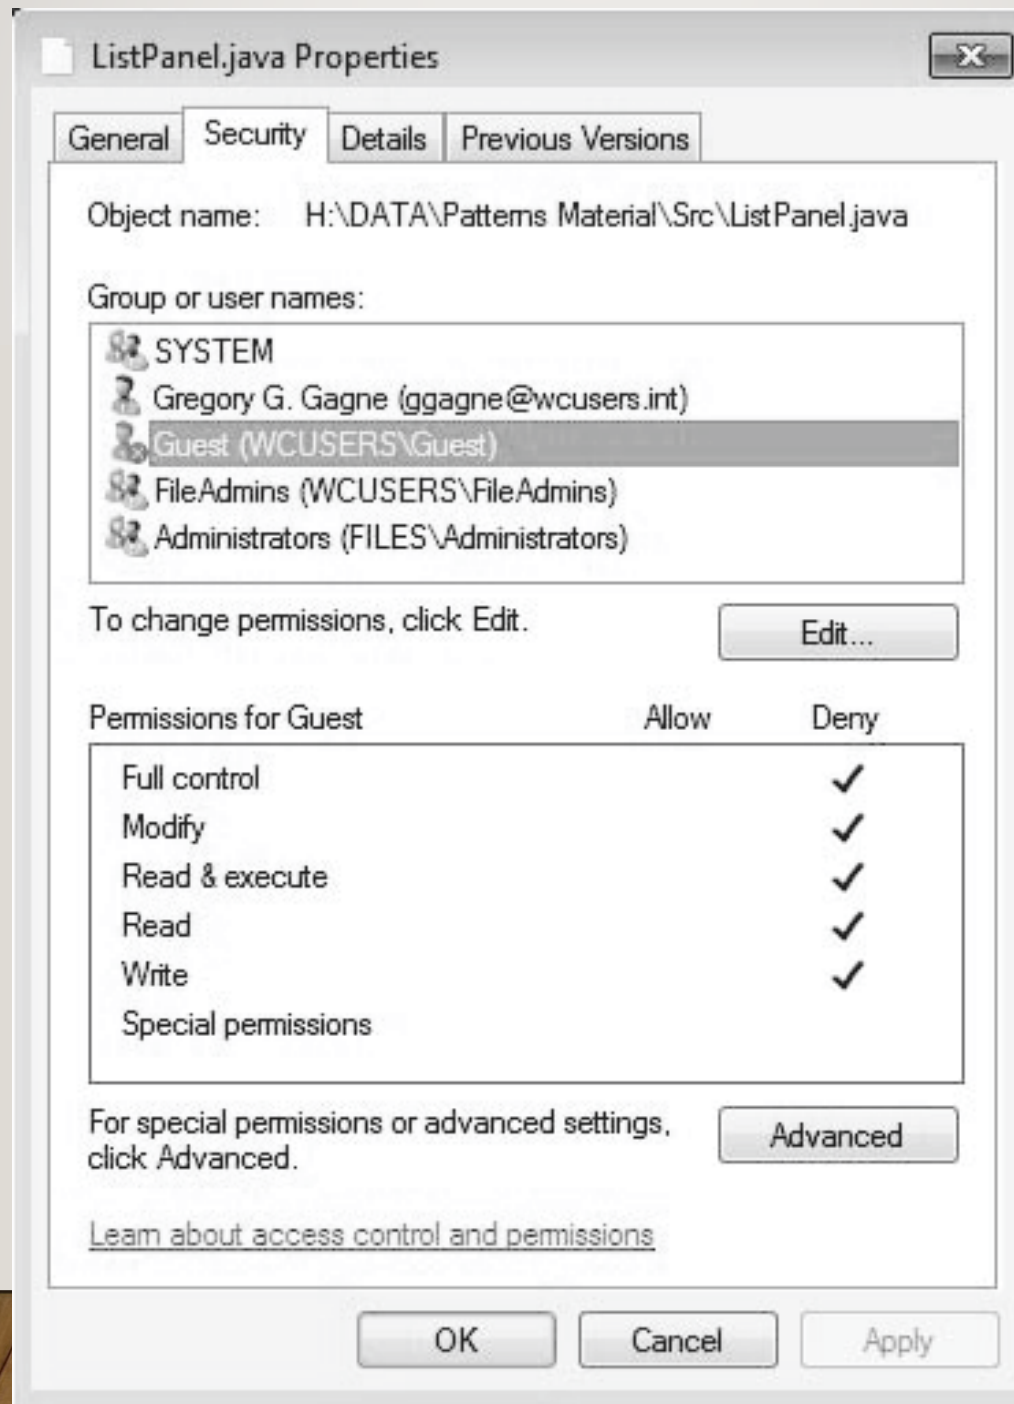 ListPanel.java Properties
General Security Details Previous Versions
Object name: H:\DATA\Patterns Material\Src\ListPanel.java
Group or user names:
SYSTEM
Gregory G. Gagne (ggagne@wcusers.int)
Guest (WCUSERS\Guest)
FileAdmins (WCUSERS\FileAdmins)
Administrators (FILES\Administrators)
To change permissions, click Edit.
Edit...
Permissions for Guest Allow Deny
Full control
Modify
Read & execute
Read
Write
Special permissions
For special permissions or advanced settings,
click Advanced.
Advanced
Learn about access control and permissions
OK Cancel Apply